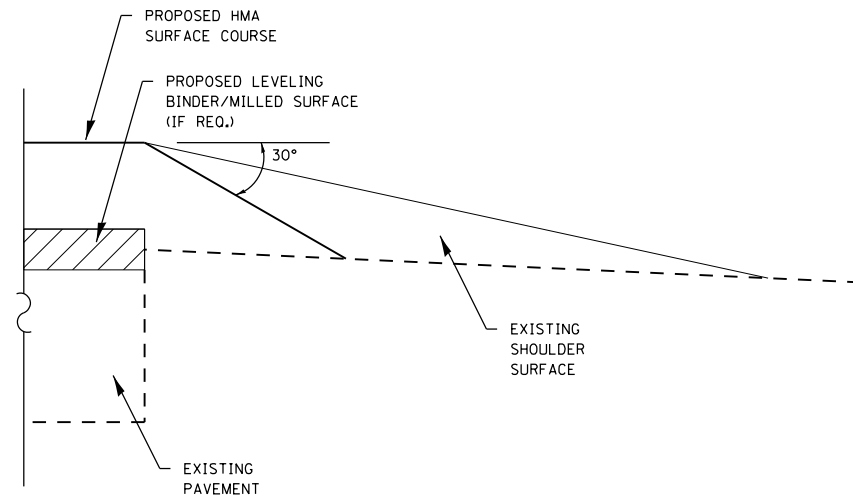 PROPOSED HMA
SURFACE COURSE
PROPOSED LEVELING
BINDER/MILLED SURFACE
(IF REQ.)
30°
EXISTING
SHOULDER
SURFACE
EXISTING
PAVEMENT